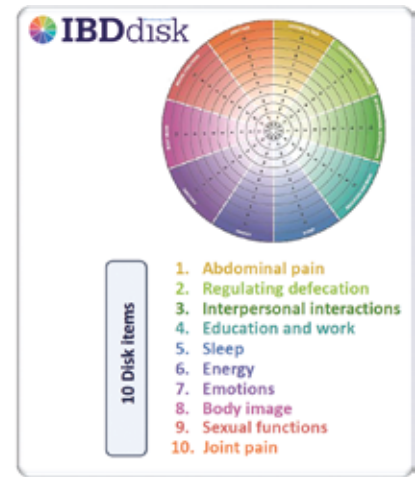 IBDdisk
10 Disk items
1. Abdominal pain
2. Regulating defecation
3. Interpersonal interactions
4. Education and work
5. Sleep
6. Energy
7. Emotions
8. Body image
9. Sexual functions
10. Joint pain